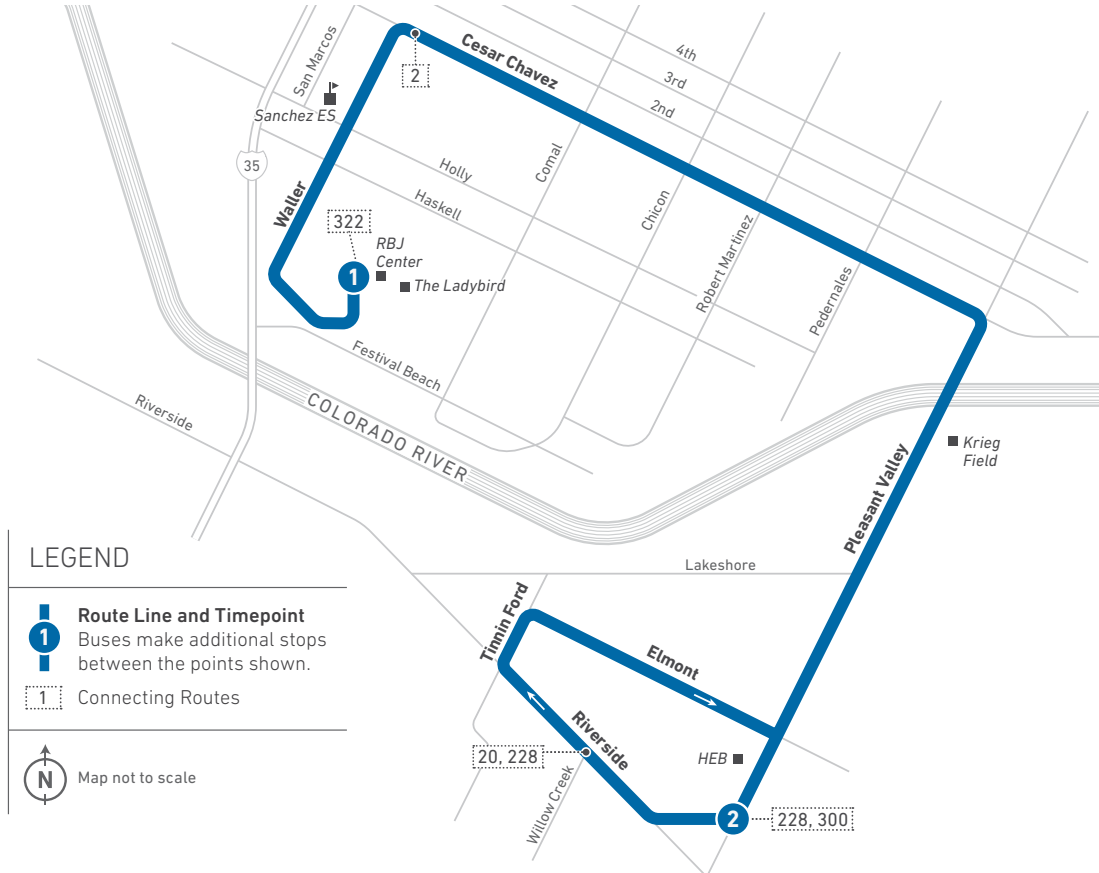 San Marcos
Cesar Chavez
4th
3rd
2nd
2
Sanchez ES
35
Waller
Holly
Haskell
Comal
Chicon
Robert Martinez
Pedernales
322
RBJ
Center
1
The Ladybird
Festival Beach
Riverside
COLORADO RIVER
Krieg
Field
Pleasant Valley
Lakeshore
Tinnin Ford
Elmont
Riverside
20, 228
HEB
Willow Creek
2
228, 300
LEGEND
Route Line and Timepoint
1
Buses make additional stops
between the points shown.
1
Connecting Routes
N
Map not to scale